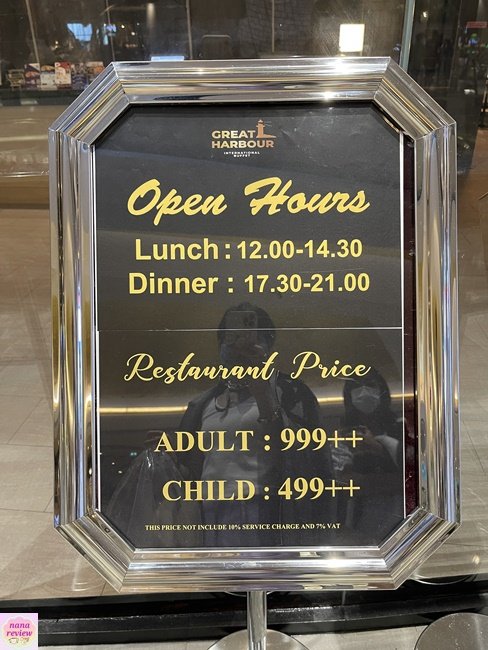 GREAT
HARBOUR
INTERNATIONAL
BUFFET
Open Hours
Lunch : 12.00-14.30
Dinner : 17.30-21.00
Restaurant Price
ADULT : 999++
CHILD : 499++
THIS PRICE NOT INCLUDE 10% SERVICE CHARGE AND 7% VAT
nana
review